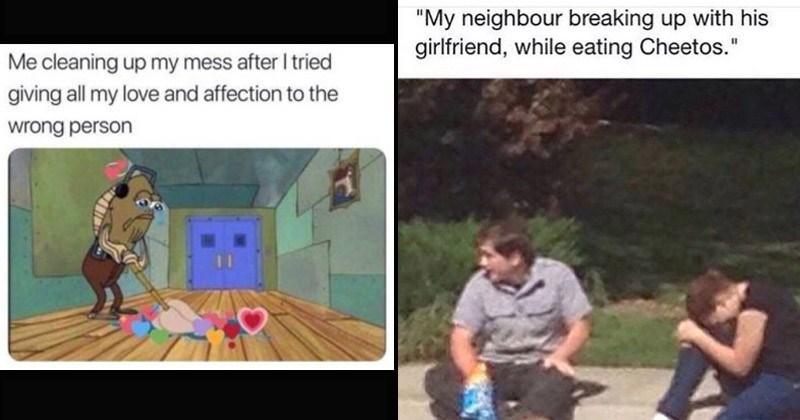 Me cleaning up my mess after I tried
giving all my love and affection to the
wrong person
"My neighbour breaking up with his
girlfriend, while eating Cheetos."